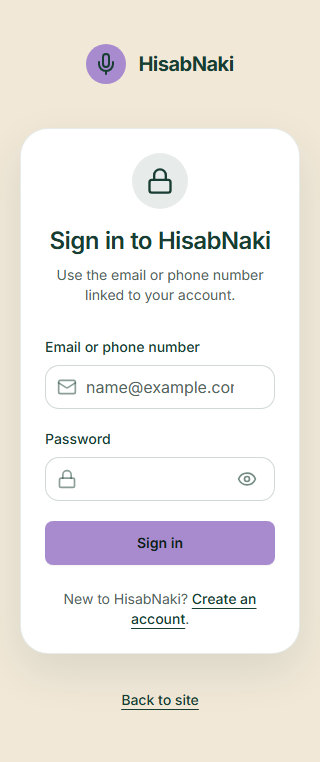 HisabNaki
Sign in to HisabNaki
Use the email or phone number
linked to your account.
Email or phone number
name@example.cor
Password
Sign in
New to HisabNaki? Create an
account.
Back to site